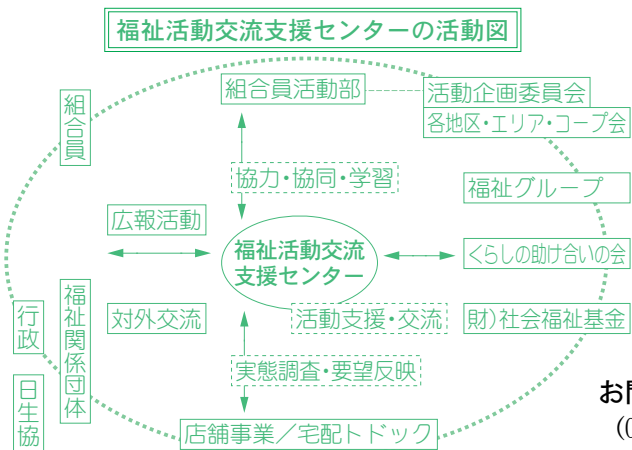 福祉活動交流支援センターの活動図
組合員活動部
活動企画委員会
各地区・エリア・コープ会
組合員
協力・協同・学習
福祉グループ
広報活動
福祉活動交流
支援センター
くらしの助け合いの会
行政
福祉関係団体
対外交流
活動支援・交流
財)社会福祉基金
実態調査・要望反映
日生協
店舗事業／宅配トドック
お問
(0